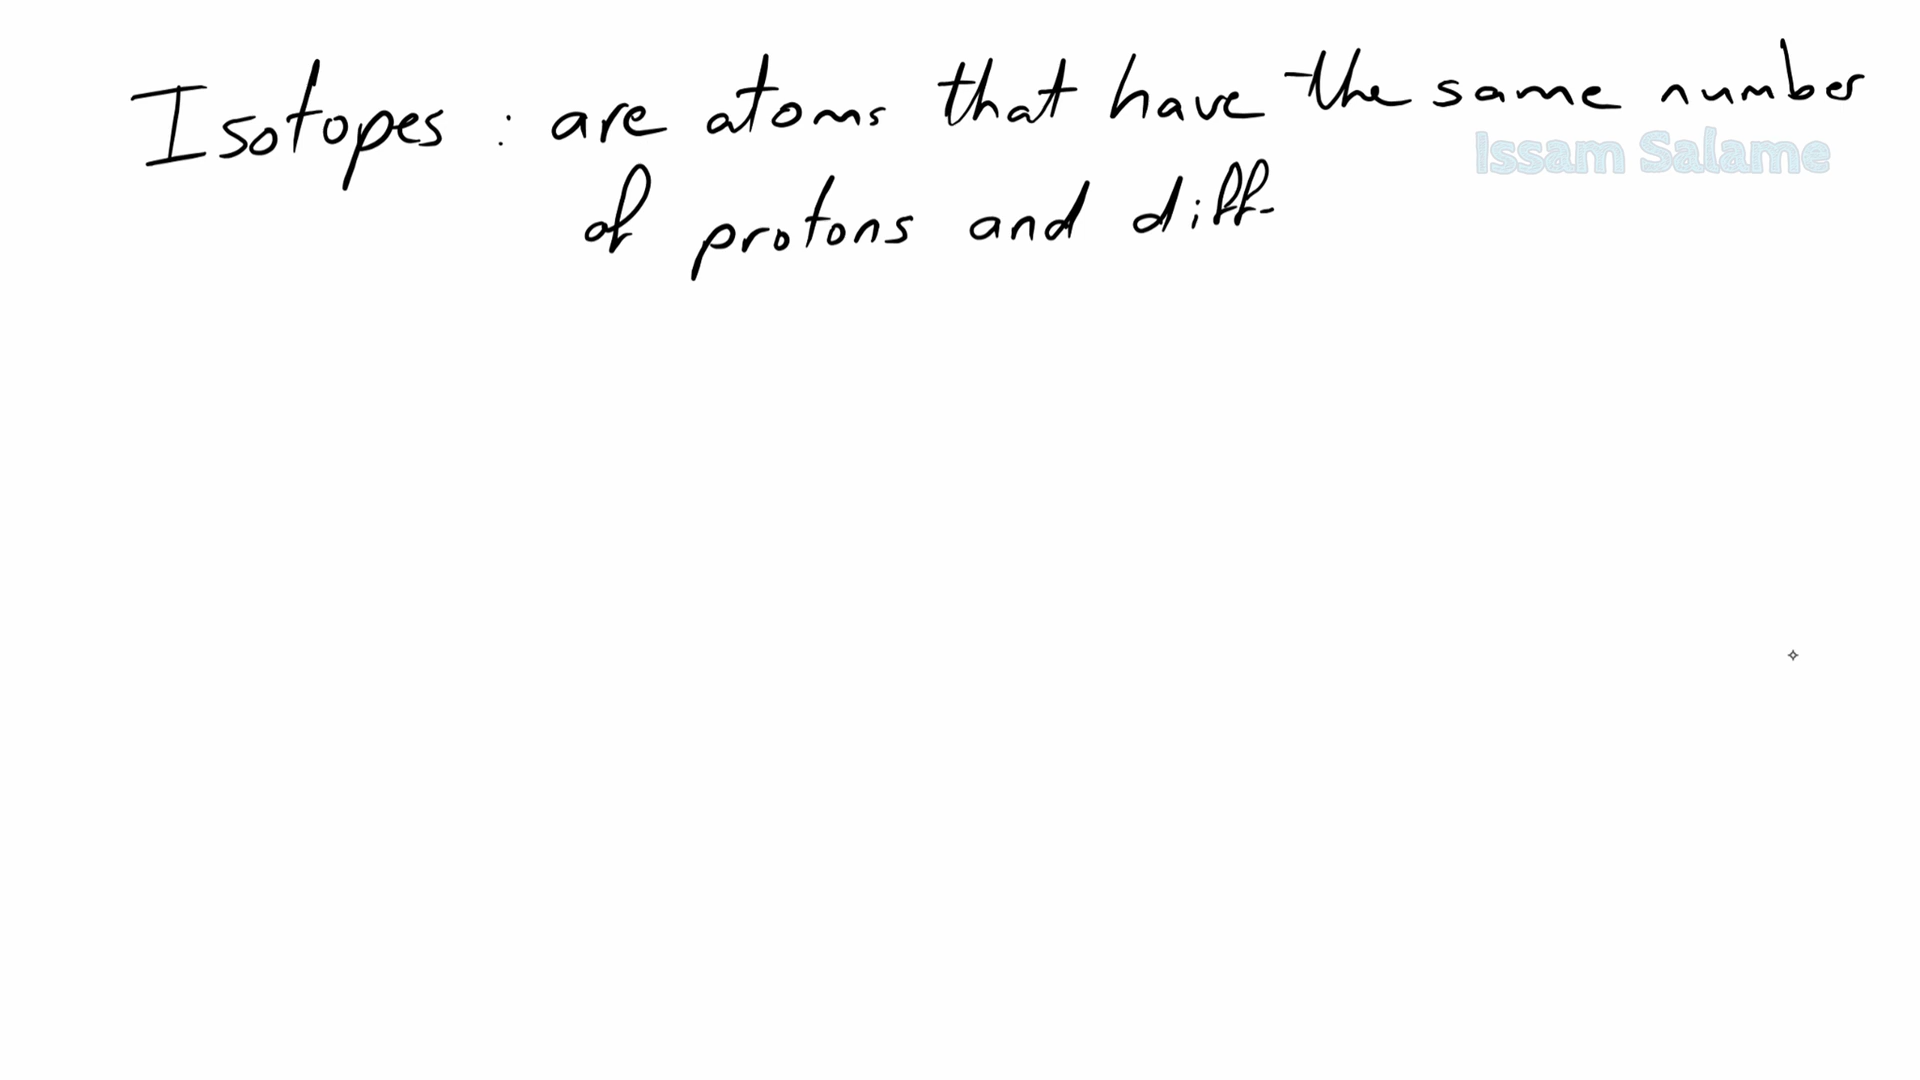 Isotopes : are atoms that have the same number
Issam Salame
of protons and diff-